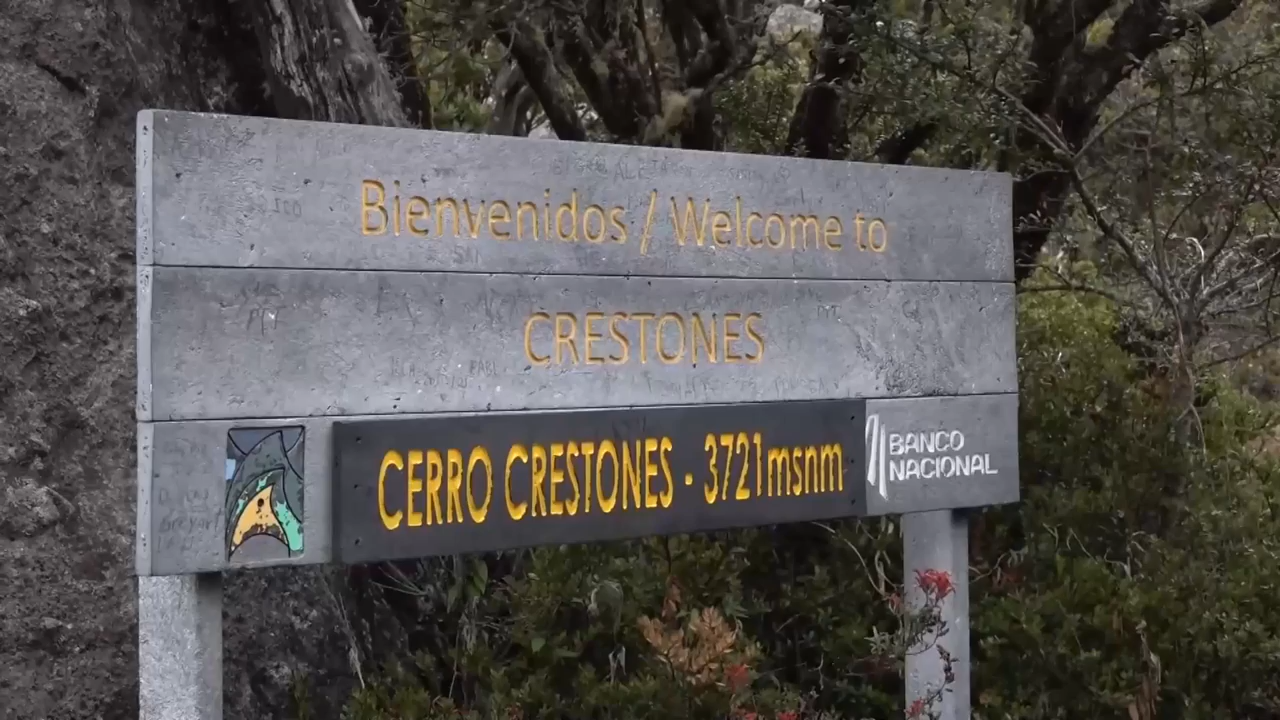 Bienvenidos / Welcome to
CRESTONES
CERRO CRESTONES - 3721msnm
BANCO
NACIONAL